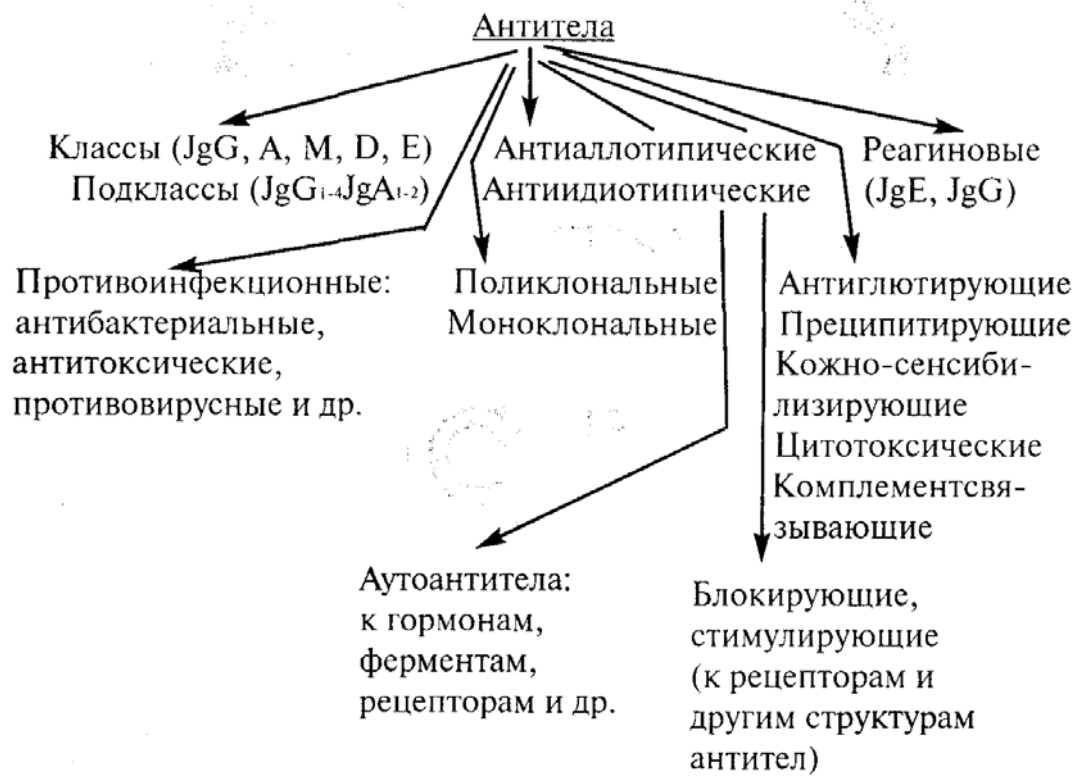 Антитела
Классы (JgG, A, M, D, E)
Подклассы (JgG₁₋₄JgA₁₋₂)
Антиаллотипические
Антиидиотипические
Реагиновые
(JgE, JgG)
Противоинфекционные:
антибактериальные,
антитоксические,
противовирусные и др.
Поликлональные
Моноклональные
Антиглютирующие
Преципитирующие
Кожно-сенсиби-
лизирующие
Цитотоксические
Комплементсвя-
зывающие
Аутоантитела:
к гормонам,
ферментам,
рецепторам и др.
Блокирующие,
стимулирующие
(к рецепторам и
другим структурам
антител)